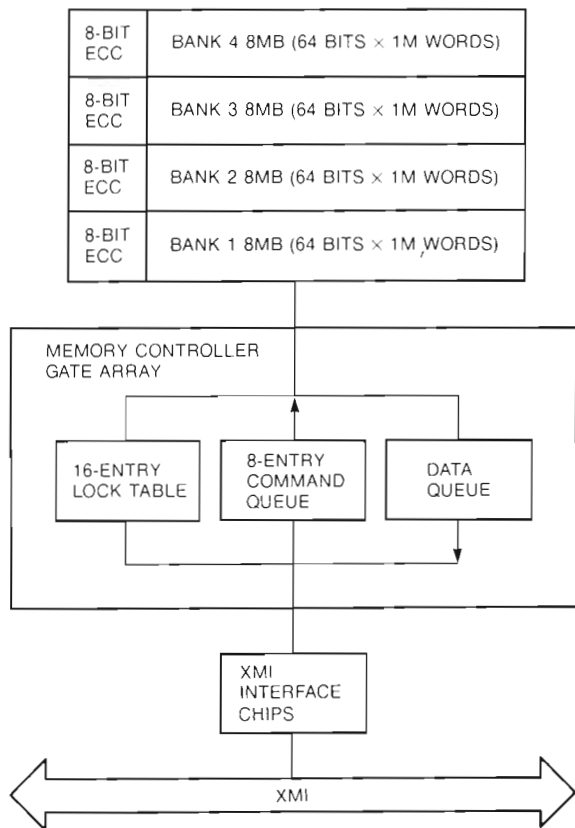 8-BIT
ECC
BANK 4 8MB (64 BITS × 1M WORDS)
8-BIT
ECC
BANK 3 8MB (64 BITS × 1M WORDS)
8-BIT
ECC
BANK 2 8MB (64 BITS × 1M WORDS)
8-BIT
ECC
BANK 1 8MB (64 BITS × 1M WORDS)
MEMORY CONTROLLER
GATE ARRAY
16-ENTRY
LOCK TABLE
8-ENTRY
COMMAND
QUEUE
DATA
QUEUE
XMI
INTERFACE
CHIPS
XMI